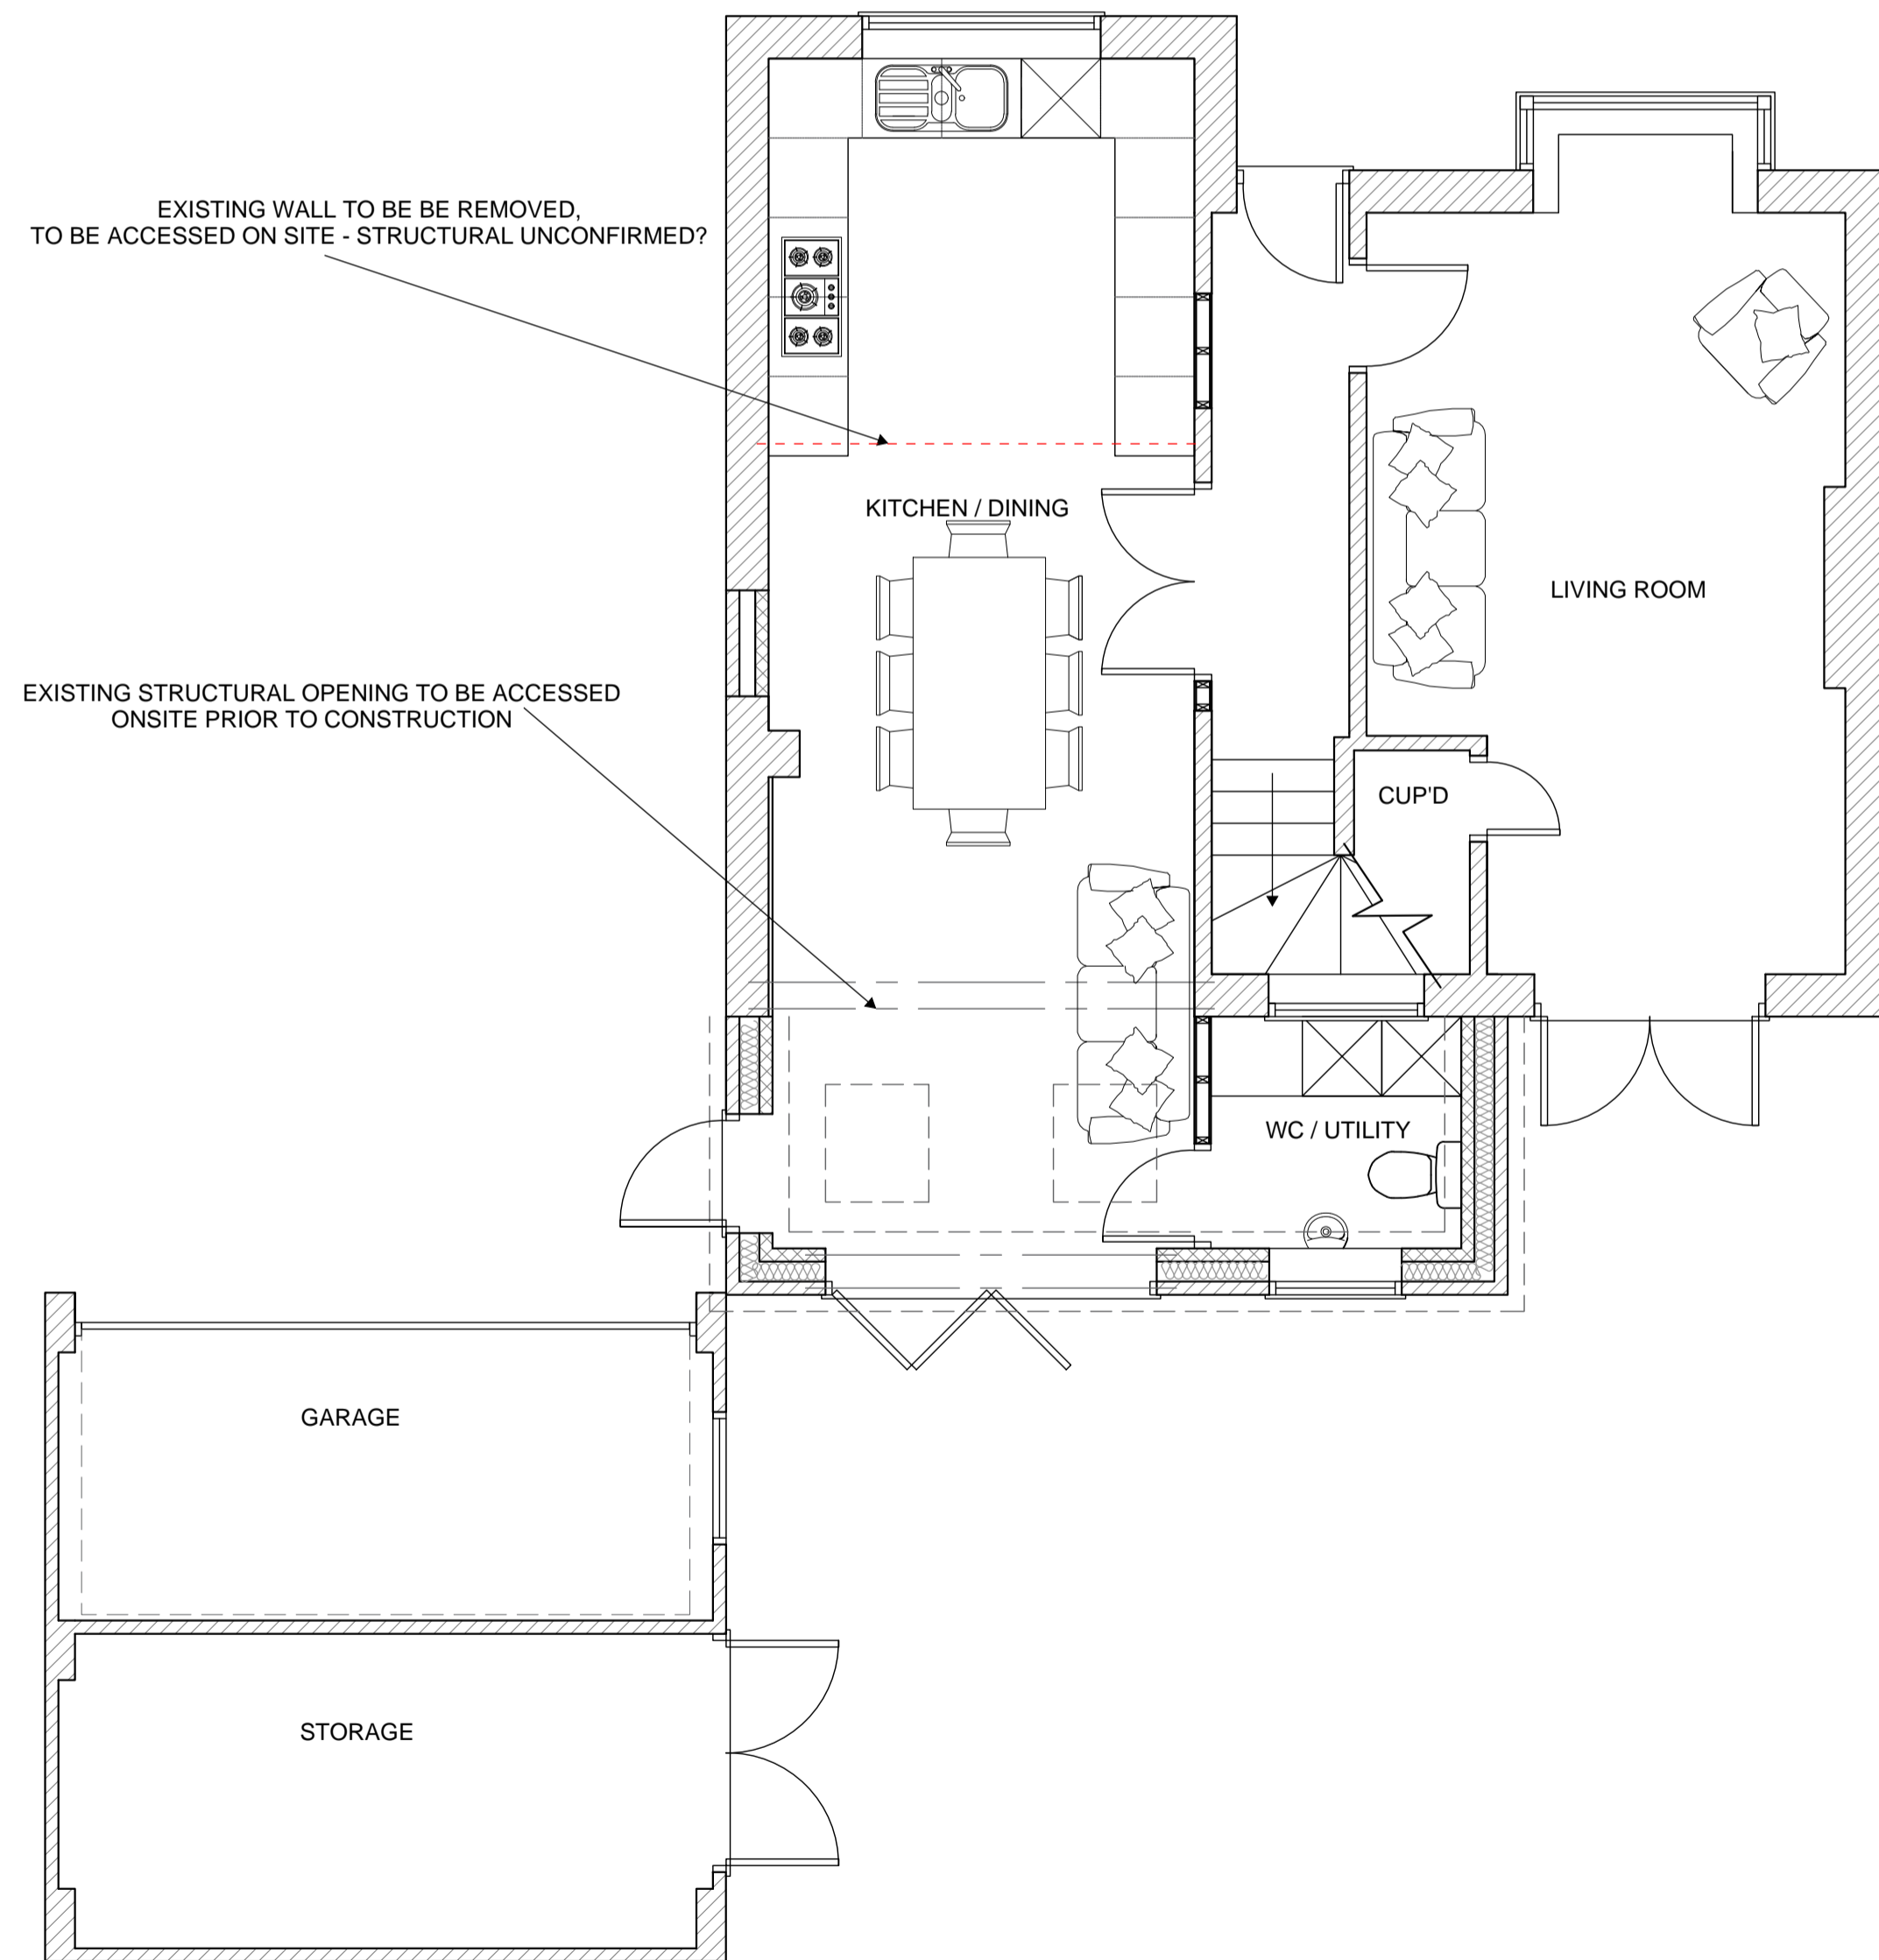 EXISTING WALL TO BE BE REMOVED,
TO BE ACCESSED ON SITE - STRUCTURAL UNCONFIRMED?
KITCHEN / DINING
LIVING ROOM
EXISTING STRUCTURAL OPENING TO BE ACCESSED
ONSITE PRIOR TO CONSTRUCTION
CUP'D
WC / UTILITY
GARAGE
STORAGE